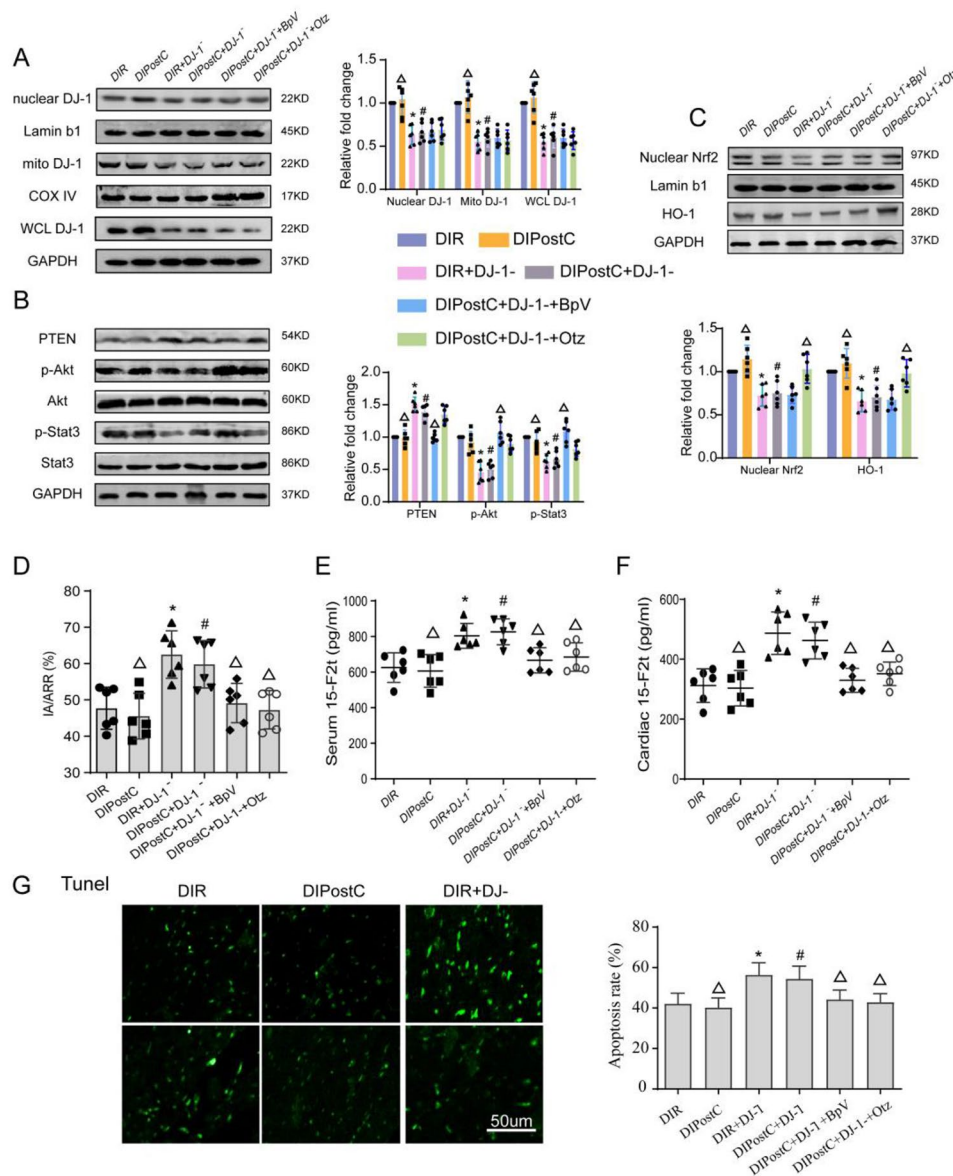 A
DIR
DIPostC
DIR+DJ-1⁻
DIPostC+DJ-1⁻
DIPostC+DJ-1⁻+BpV
DIPostC+DJ-1⁻+Otz
nuclear DJ-1 22KD
Lamin b1 45KD
mito DJ-1 22KD
COX IV 17KD
WCL DJ-1 22KD
GAPDH 37KD
Relative fold change
1.5
1.0
0.5
0.0
△ △ △
* # * # * #
Nuclear DJ-1 Mito DJ-1 WCL DJ-1
DIR DIPostC
DIR+DJ-1- DIPostC+DJ-1-
DIPostC+DJ-1-+BpV
DIPostC+DJ-1-+Otz
C
DIR
DIPostC
DIR+DJ-1⁻
DIPostC+DJ-1⁻
DIPostC+DJ-1⁻+BpV
DIPostC+DJ-1⁻+Otz
Nuclear Nrf2 97KD
Lamin b1 45KD
HO-1 28KD
GAPDH 37KD
Relative fold change
1.5
1.0
0.5
0.0
△ * # △ △ * # △
Nuclear Nrf2 HO-1
B
PTEN 54KD
p-Akt 60KD
Akt 60KD
p-Stat3 86KD
Stat3 86KD
GAPDH 37KD
Relative fold change
2.0
1.5
1.0
0.5
0.0
△ * # △ △ * # △ △ * # △
PTEN p-Akt p-Stat3
D
IA/ARR (%)
80
70
60
50
40
30
△ * # △ △
DIR
DIPostC
DIR+DJ-1⁻
DIPostC+DJ-1⁻
DIPostC+DJ-1⁻+BpV
DIPostC+DJ-1-+Otz
E
Serum 15-F2t (pg/ml)
1000
800
600
400
200
0
△ * # △ △
DIR
DIPostC
DIR+DJ-1⁻
DIPostC+DJ-1⁻
DIPostC+DJ-1⁻+BpV
DIPostC+DJ-1-+Otz
F
Cardiac 15-F2t (pg/ml)
600
400
200
0
△ * # △ △
DIR
DIPostC
DIR+DJ-1⁻
DIPostC+DJ-1⁻
DIPostC+DJ-1⁻+BpV
DIPostC+DJ-1-+Otz
G Tunel
DIR DIPostC DIR+DJ-
50um
Apoptosis rate (%)
80
60
40
20
0
△ * # △ △
DIR
DIPostC
DIR+DJ-1
DIPostC+DJ-1
DIPostC+DJ-1+BpV
DIPostC+DJ-1-+Otz